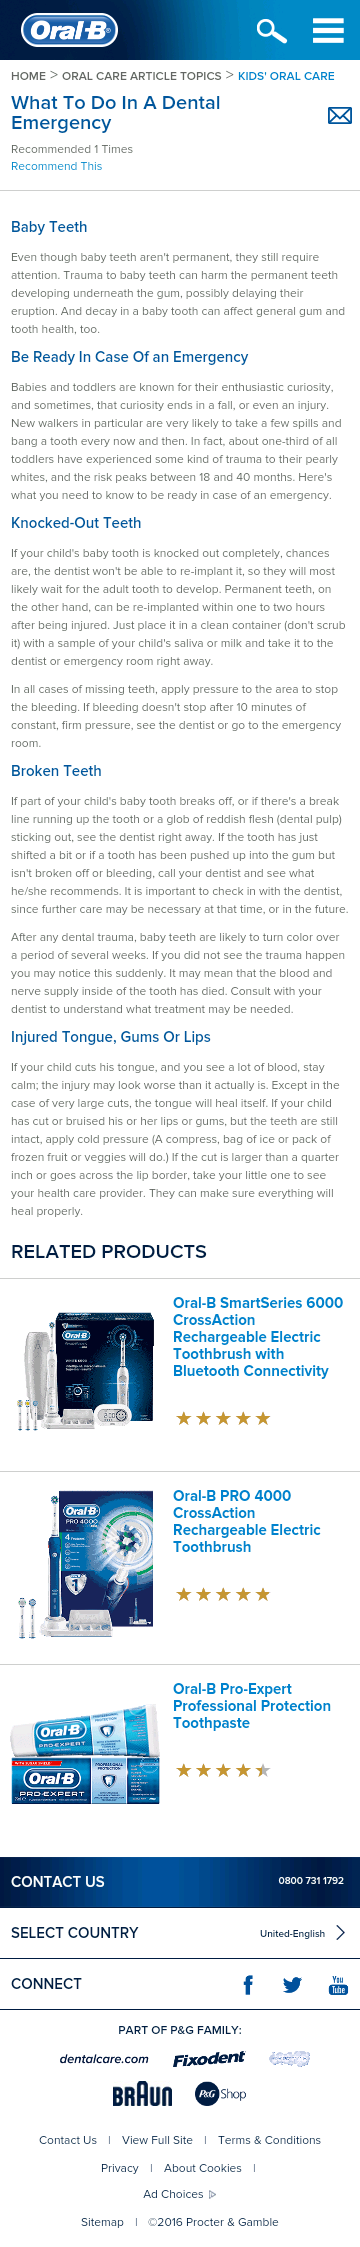 Oral-B
HOME > ORAL CARE ARTICLE TOPICS > KIDS' ORAL CARE
What To Do In A Dental
Emergency
Recommended 1 Times
Recommend This
Baby Teeth
Even though baby teeth aren't permanent, they still require
attention. Trauma to baby teeth can harm the permanent teeth
developing underneath the gum, possibly delaying their
eruption. And decay in a baby tooth can affect general gum and
tooth health, too.
Be Ready In Case Of an Emergency
Babies and toddlers are known for their enthusiastic curiosity,
and sometimes, that curiosity ends in a fall, or even an injury.
New walkers in particular are very likely to take a few spills and
bang a tooth every now and then. In fact, about one-third of all
toddlers have experienced some kind of trauma to their pearly
whites, and the risk peaks between 18 and 40 months. Here's
what you need to know to be ready in case of an emergency.
Knocked-Out Teeth
If your child's baby tooth is knocked out completely, chances
are, the dentist won't be able to re-implant it, so they will most
likely wait for the adult tooth to develop. Permanent teeth, on
the other hand, can be re-implanted within one to two hours
after being injured. Just place it in a clean container (don't scrub
it) with a sample of your child's saliva or milk and take it to the
dentist or emergency room right away.
In all cases of missing teeth, apply pressure to the area to stop
the bleeding. If bleeding doesn't stop after 10 minutes of
constant, firm pressure, see the dentist or go to the emergency
room.
Broken Teeth
If part of your child's baby tooth breaks off, or if there's a break
line running up the tooth or a glob of reddish flesh (dental pulp)
sticking out, see the dentist right away. If the tooth has just
shifted a bit or if a tooth has been pushed up into the gum but
isn't broken off or bleeding, call your dentist and see what
he/she recommends. It is important to check in with the dentist,
since further care may be necessary at that time, or in the future.
After any dental trauma, baby teeth are likely to turn color over
a period of several weeks. If you did not see the trauma happen
you may notice this suddenly. It may mean that the blood and
nerve supply inside of the tooth has died. Consult with your
dentist to understand what treatment may be needed.
Injured Tongue, Gums Or Lips
If your child cuts his tongue, and you see a lot of blood, stay
calm; the injury may look worse than it actually is. Except in the
case of very large cuts, the tongue will heal itself. If your child
has cut or bruised his or her lips or gums, but the teeth are still
intact, apply cold pressure (A compress, bag of ice or pack of
frozen fruit or veggies will do.) If the cut is larger than a quarter
inch or goes across the lip border, take your little one to see
your health care provider. They can make sure everything will
heal properly.
RELATED PRODUCTS
Oral-B SmartSeries 6000
CrossAction
Rechargeable Electric
Toothbrush with
Bluetooth Connectivity
Oral-B
Oral-B PRO 4000
CrossAction
Rechargeable Electric
Toothbrush
Oral-B
PRO 4000
#1
Oral-B Pro-Expert
Professional Protection
Toothpaste
Oral-B
PRO-EXPERT
PROFESSIONAL PROTECTION
Oral-B
PRO-EXPERT
CONTACT US 0800 731 1792
SELECT COUNTRY United-English
CONNECT f You Tube
PART OF P&G FAMILY:
dentalcare.com Fixodent
BRAUN P&G Shop
Contact Us | View Full Site | Terms & Conditions
Privacy | About Cookies |
Ad Choices
Sitemap | ©2016 Procter & Gamble